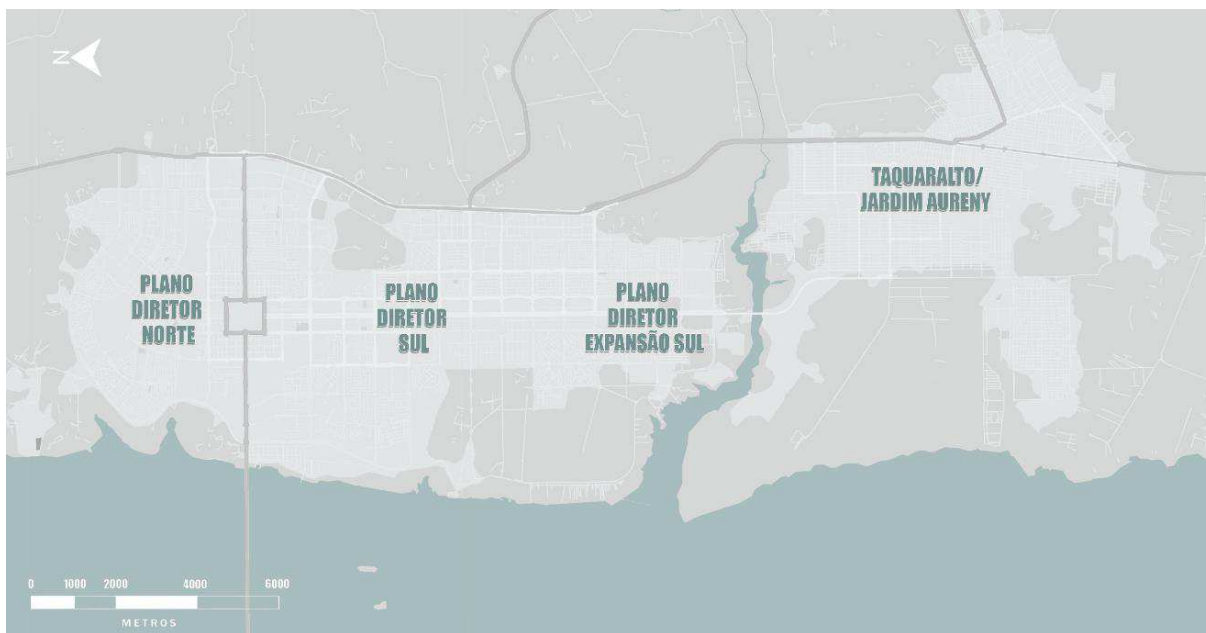 N
TAQUARALTO/
JARDIM AURENY
PLANO
DIRETOR
NORTE
PLANO
DIRETOR
SUL
PLANO
DIRETOR
EXPANSÃO SUL
0 1000 2000 4000 6000
METROS